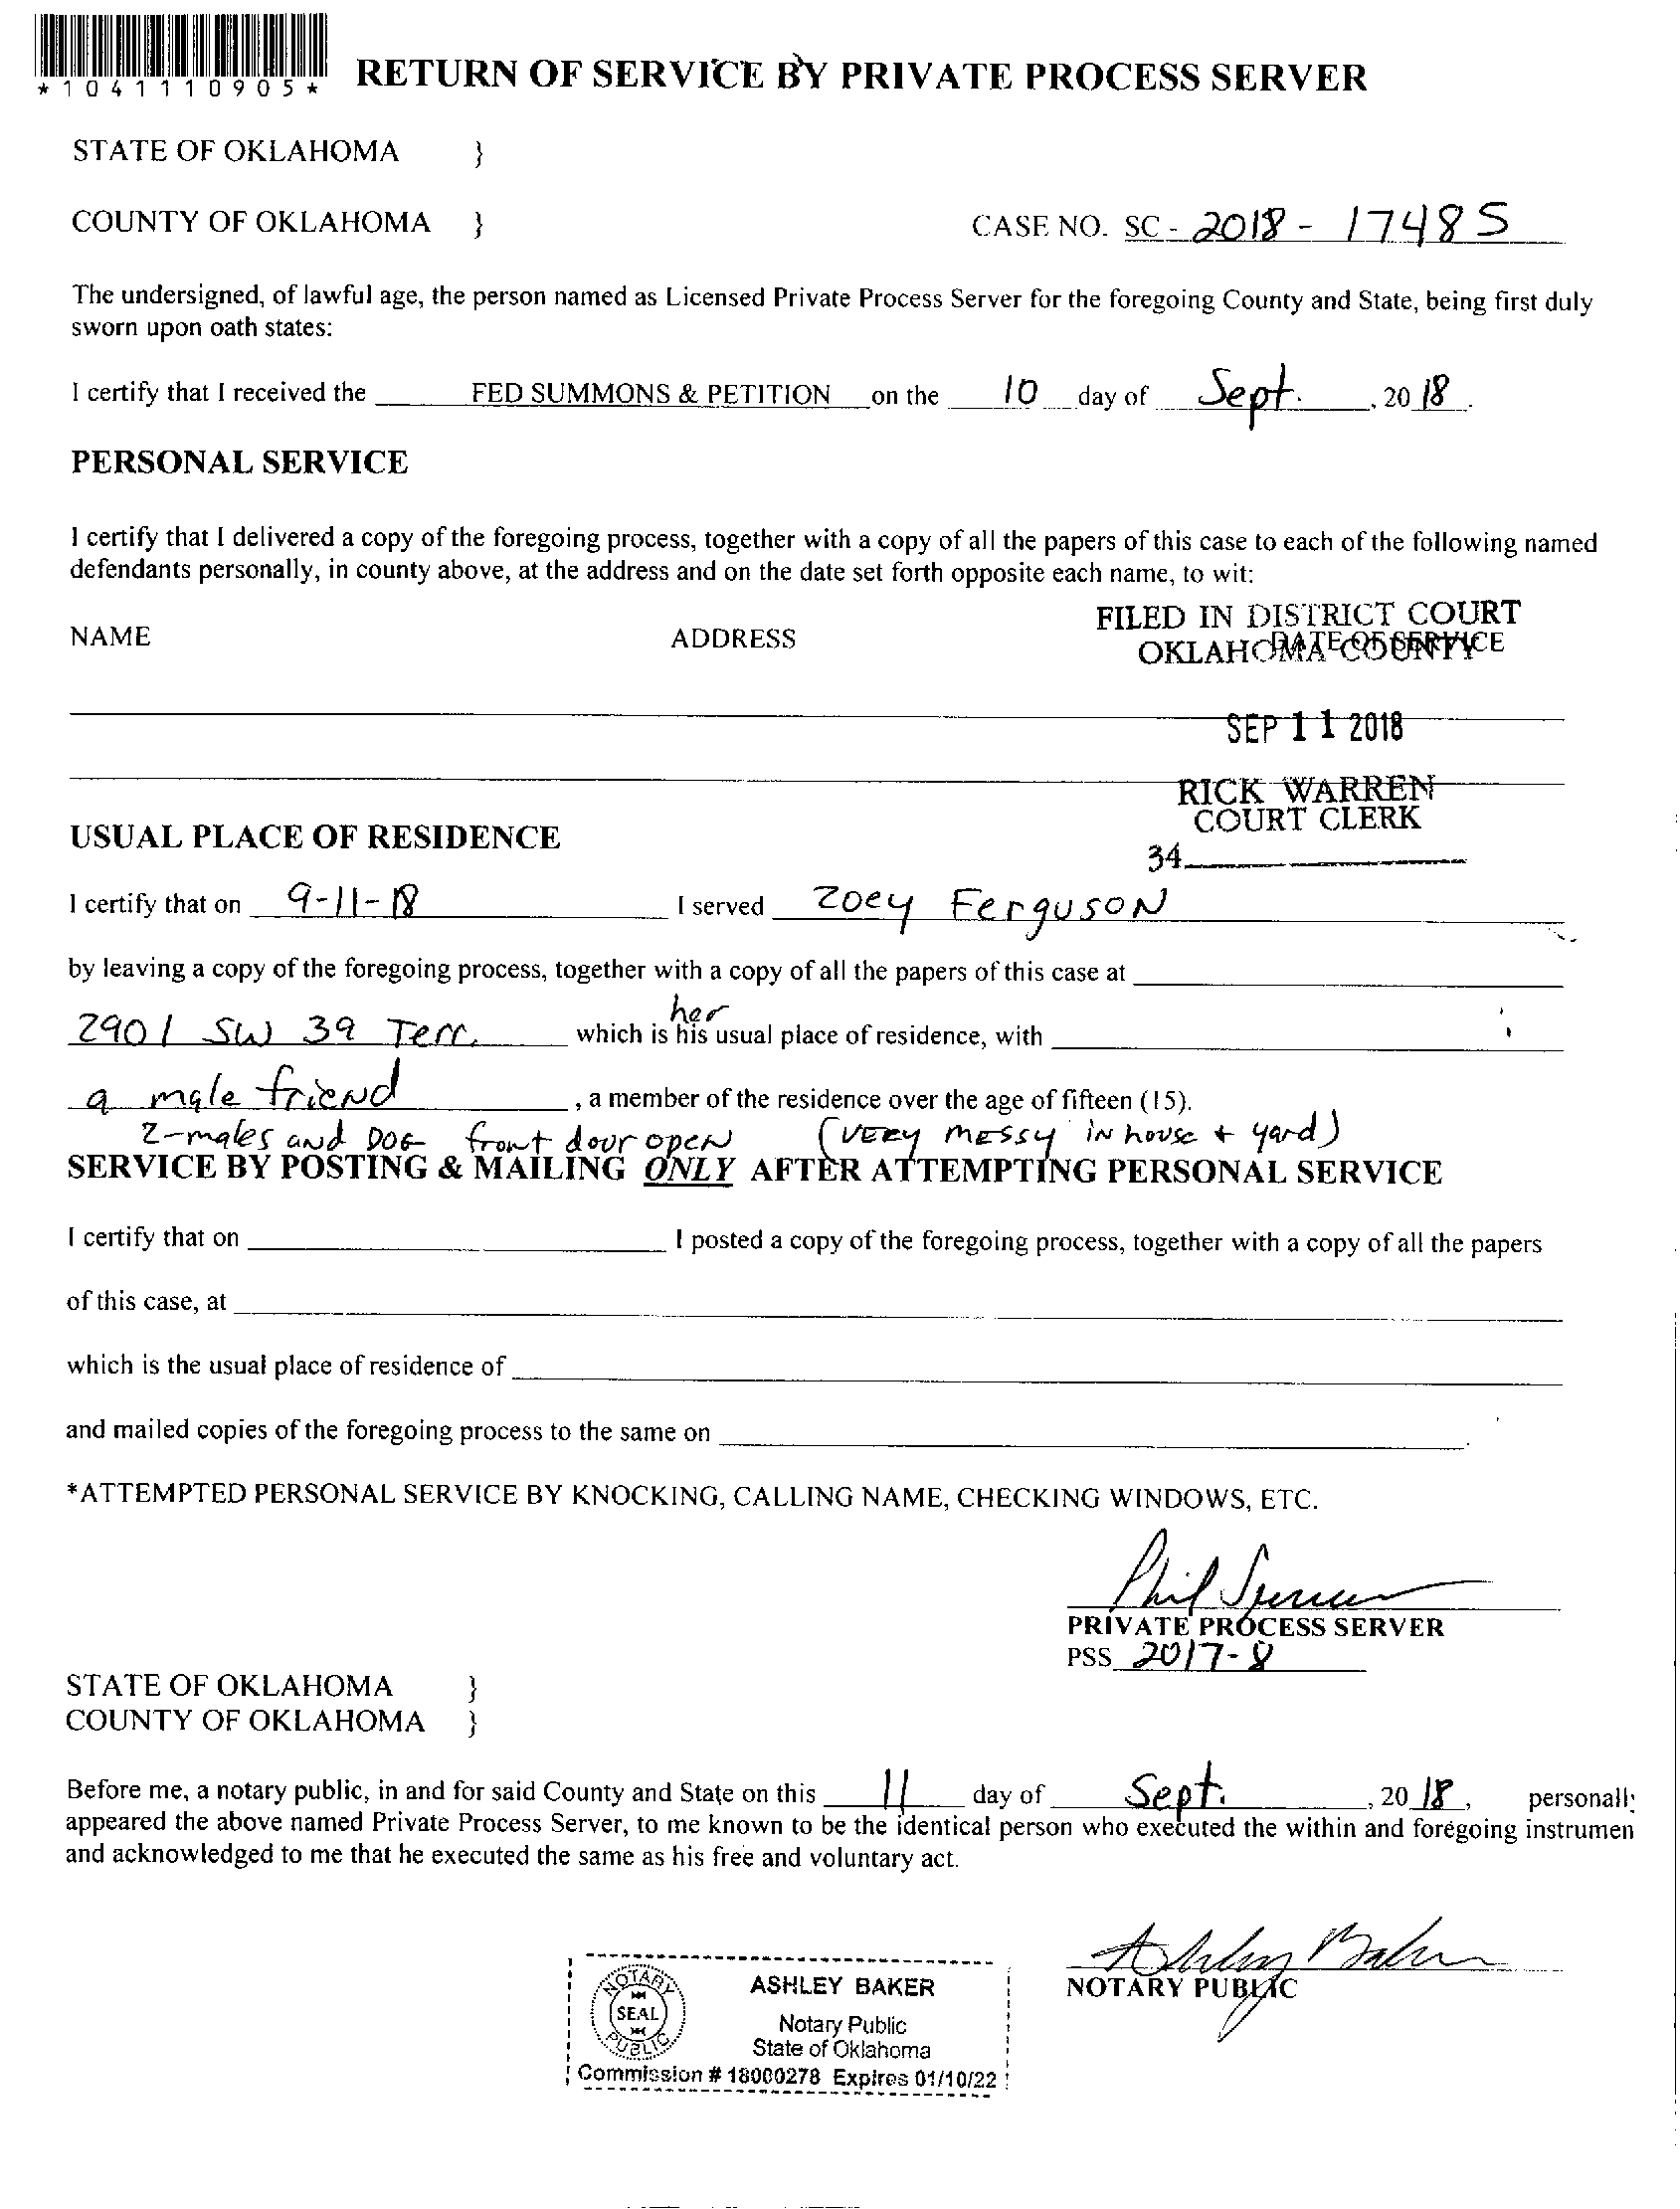 *1041110905*
RETURN OF SERVICE BY PRIVATE PROCESS SERVER
STATE OF OKLAHOMA }
COUNTY OF OKLAHOMA } CASE NO. SC - 2018 - 17485
The undersigned, of lawful age, the person named as Licensed Private Process Server for the foregoing County and State, being first duly
sworn upon oath states:
I certify that I received the FED SUMMONS & PETITION on the 10 day of Sept. , 20 18 .
PERSONAL SERVICE
I certify that I delivered a copy of the foregoing process, together with a copy of all the papers of this case to each of the following named
defendants personally, in county above, at the address and on the date set forth opposite each name, to wit:
FILED IN DISTRICT COURT
NAME ADDRESS DATE OF SERVICE
OKLAHOMA COUNTY
SEP 11 2018
RICK WARREN
COURT CLERK
USUAL PLACE OF RESIDENCE
34
I certify that on 9-11-18 I served Zoey Ferguson
by leaving a copy of the foregoing process, together with a copy of all the papers of this case at
her
2901 SW 39 Terr. which is his usual place of residence, with
a male friend , a member of the residence over the age of fifteen (15).
2-males and DOG front dour open (VERY messy in house + yard)
SERVICE BY POSTING & MAILING ONLY AFTER ATTEMPTING PERSONAL SERVICE
I certify that on I posted a copy of the foregoing process, together with a copy of all the papers
of this case, at
which is the usual place of residence of
and mailed copies of the foregoing process to the same on .
*ATTEMPTED PERSONAL SERVICE BY KNOCKING, CALLING NAME, CHECKING WINDOWS, ETC.
Phil
PRIVATE PROCESS SERVER
PSS 2017-8
STATE OF OKLAHOMA }
COUNTY OF OKLAHOMA }
Before me, a notary public, in and for said County and State on this 11 day of Sept. , 20 18 , personall
appeared the above named Private Process Server, to me known to be the identical person who executed the within and foregoing instrumen
and acknowledged to me that he executed the same as his free and voluntary act.
Ashley Baker
NOTARY PUBLIC
NOTARY SEAL PUBLIC
ASHLEY BAKER
Notary Public
State of Oklahoma
Commission # 18000278 Expires 01/10/22